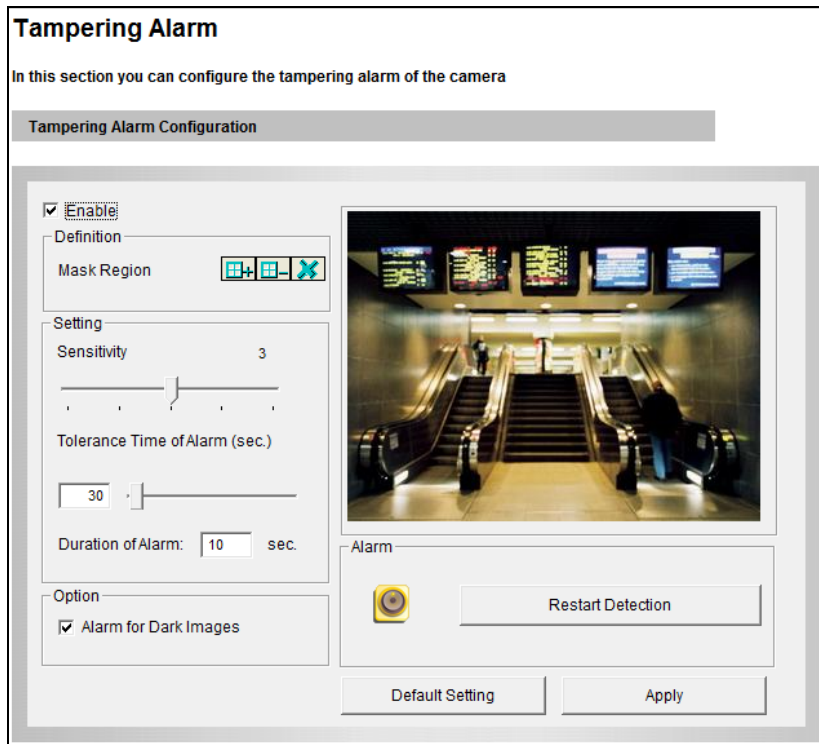 Tampering Alarm
In this section you can configure the tampering alarm of the camera
Tampering Alarm Configuration
Enable
Definition
Mask Region
Setting
Sensitivity 3
Tolerance Time of Alarm (sec.)
30
Duration of Alarm: 10 sec.
Option
Alarm for Dark Images
Alarm
Restart Detection
Default Setting
Apply